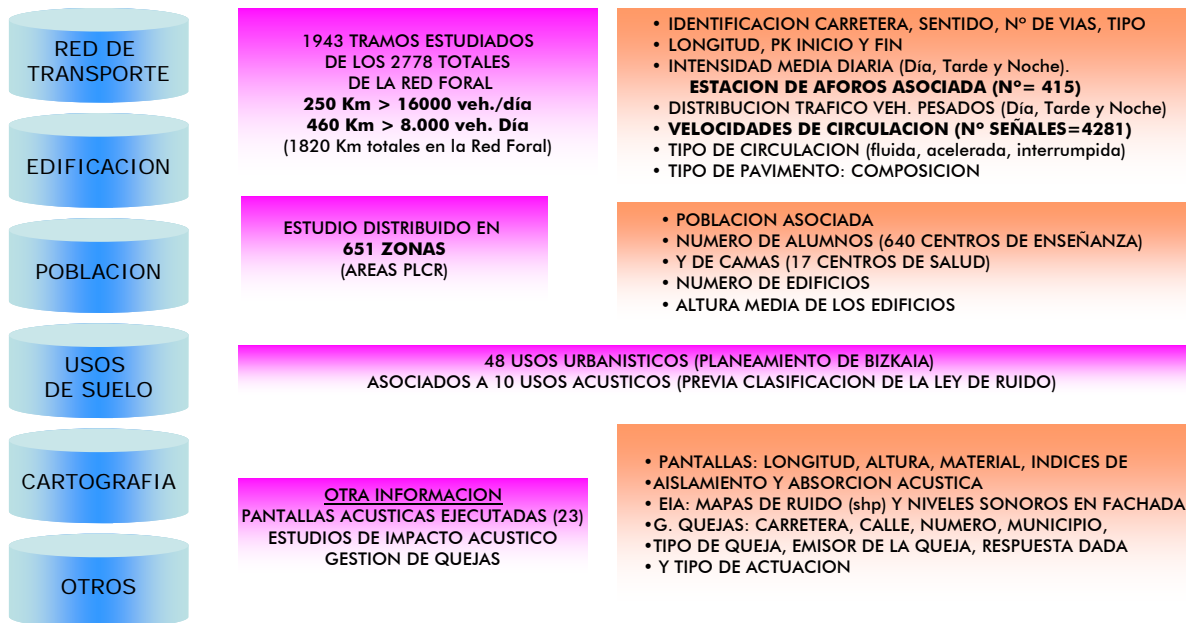 RED DE
TRANSPORTE
EDIFICACION
POBLACION
USOS
DE SUELO
CARTOGRAFIA
OTROS
1943 TRAMOS ESTUDIADOS
DE LOS 2778 TOTALES
DE LA RED FORAL
250 Km > 16000 veh./día
460 Km > 8.000 veh. Día
(1820 Km totales en la Red Foral)
• IDENTIFICACION CARRETERA, SENTIDO, Nº DE VIAS, TIPO
• LONGITUD, PK INICIO Y FIN
• INTENSIDAD MEDIA DIARIA (Día, Tarde y Noche).
ESTACION DE AFOROS ASOCIADA (Nº= 415)
• DISTRIBUCION TRAFICO VEH. PESADOS (Día, Tarde y Noche)
• VELOCIDADES DE CIRCULACION (Nº SEÑALES=4281)
• TIPO DE CIRCULACION (fluida, acelerada, interrumpida)
• TIPO DE PAVIMENTO: COMPOSICION
ESTUDIO DISTRIBUIDO EN
651 ZONAS
(AREAS PLCR)
• POBLACION ASOCIADA
• NUMERO DE ALUMNOS (640 CENTROS DE ENSEÑANZA)
• Y DE CAMAS (17 CENTROS DE SALUD)
• NUMERO DE EDIFICIOS
• ALTURA MEDIA DE LOS EDIFICIOS
48 USOS URBANISTICOS (PLANEAMIENTO DE BIZKAIA)
ASOCIADOS A 10 USOS ACUSTICOS (PREVIA CLASIFICACION DE LA LEY DE RUIDO)
OTRA INFORMACION
PANTALLAS ACUSTICAS EJECUTADAS (23)
ESTUDIOS DE IMPACTO ACUSTICO
GESTION DE QUEJAS
• PANTALLAS: LONGITUD, ALTURA, MATERIAL, INDICES DE
•AISLAMIENTO Y ABSORCION ACUSTICA
• EIA: MAPAS DE RUIDO (shp) Y NIVELES SONOROS EN FACHADA
•G. QUEJAS: CARRETERA, CALLE, NUMERO, MUNICIPIO,
•TIPO DE QUEJA, EMISOR DE LA QUEJA, RESPUESTA DADA
• Y TIPO DE ACTUACION